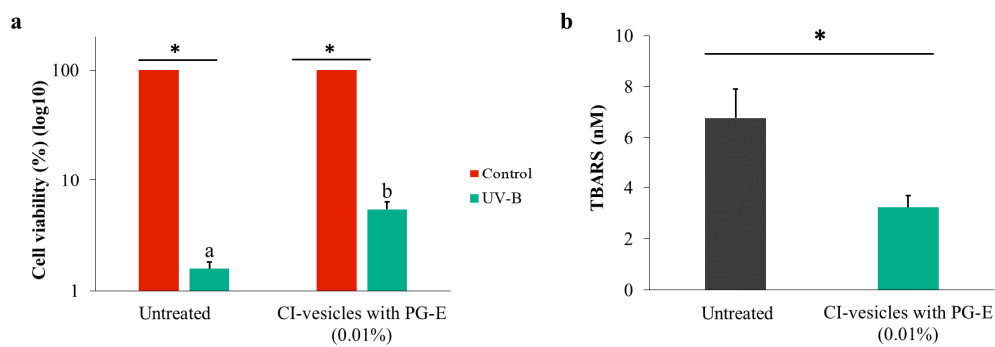 a
Cell viability (%) (log10)
100
10
1
*
*
a
b
Untreated
CI-vesicles with PG-E
(0.01%)
Control
UV-B
b
TBARS (nM)
10
8
6
4
2
0
*
Untreated
CI-vesicles with PG-E
(0.01%)